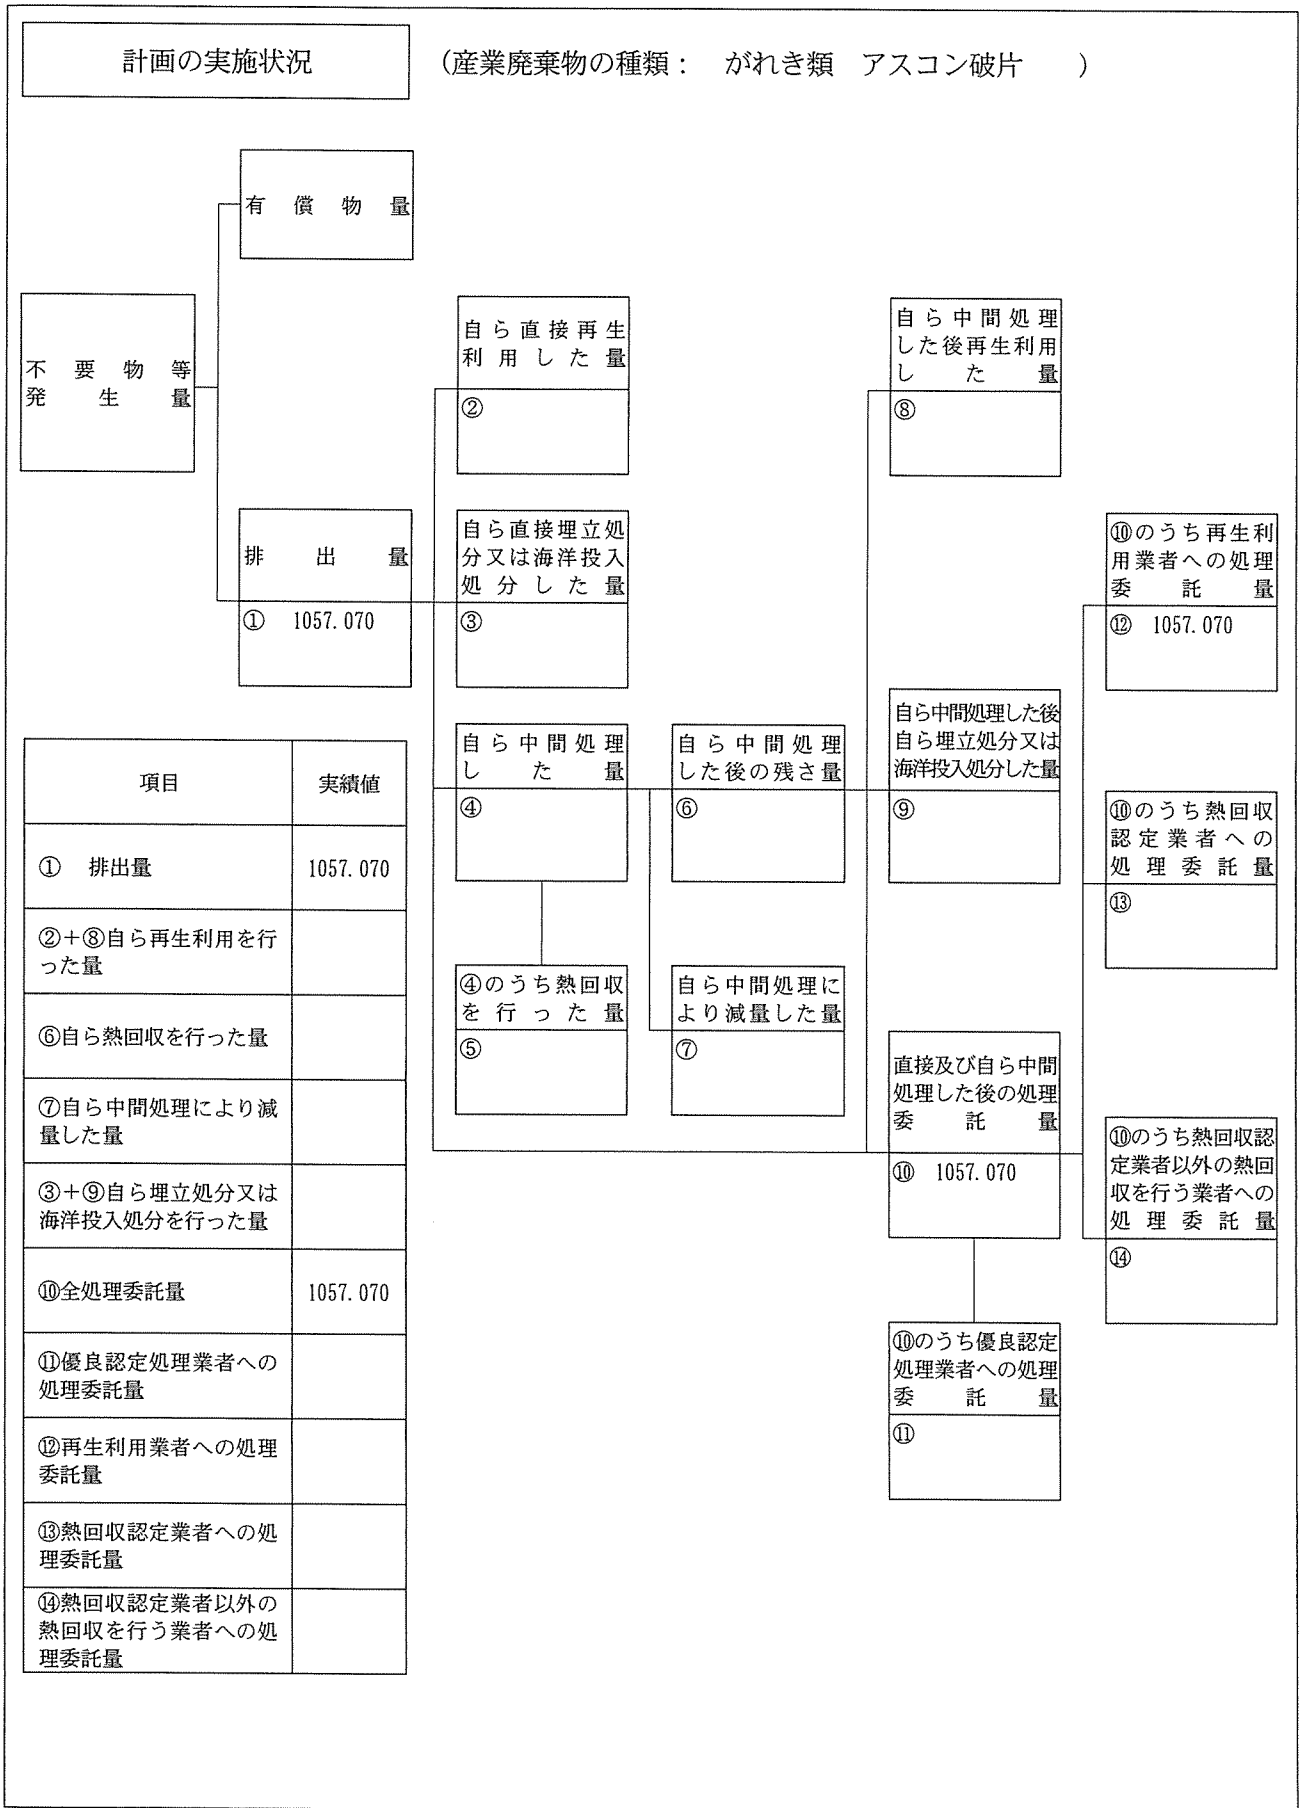 計画の実施状況
（産業廃棄物の種類： がれき類 アスコン破片 ）
有償物量
不要物等
発生量
排出量
① 1057.070
自ら直接再生
利用した量
②
自ら直接埋立処
分又は海洋投入
処分した量
③
自ら中間処理
した量
④
④のうち熱回収
を行った量
⑤
自ら中間処理
した後の残さ量
⑥
自ら中間処理に
より減量した量
⑦
自ら中間処理
した後再生利用
した量
⑧
自ら中間処理した後
自ら埋立処分又は
海洋投入処分した量
⑨
直接及び自ら中間
処理した後の処理
委託量
⑩ 1057.070
⑩のうち優良認定
処理業者への処理
委託量
⑪
⑩のうち再生利
用業者への処理
委託量
⑫ 1057.070
⑩のうち熱回収
認定業者への
処理委託量
⑬
⑩のうち熱回収認
定業者以外の熱回
収を行う業者への
処理委託量
⑭
項目 実績値
① 排出量 1057.070
②＋⑧自ら再生利用を行
った量
⑥自ら熱回収を行った量
⑦自ら中間処理により減
量した量
③＋⑨自ら埋立処分又は
海洋投入処分を行った量
⑩全処理委託量 1057.070
⑪優良認定処理業者への
処理委託量
⑫再生利用業者への処理
委託量
⑬熱回収認定業者への処
理委託量
⑭熱回収認定業者以外の
熱回収を行う業者への処
理委託量